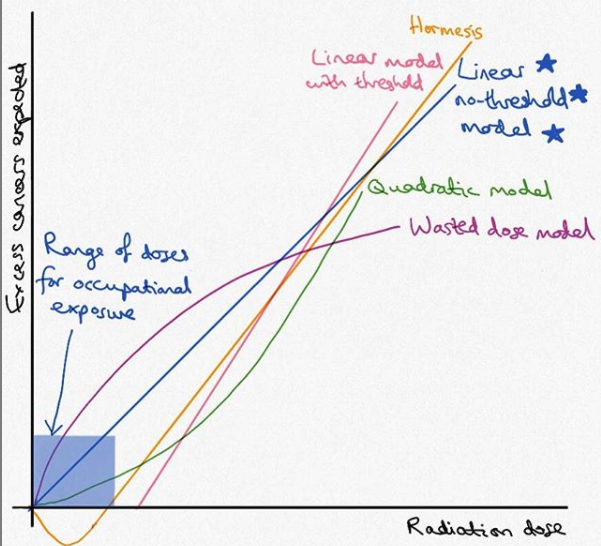 Hormesis
Linear model
with threshold
Linear
no-threshold
model
Quadratic model
Wasted dose model
Range of doses
for occupational
exposure
Excess cancers expected
Radiation dose